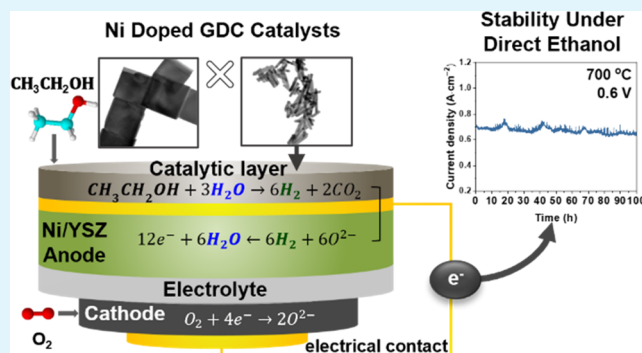 Ni Doped GDC Catalysts
CH₃CH₂OH
Catalytic layer
CH₃CH₂OH + 3H₂O → 6H₂ + 2CO₂
Ni/YSZ
Anode
12e⁻ + 6H₂O ← 6H₂ + 6O²⁻
Electrolyte
Cathode O₂ + 4e⁻ → 2O²⁻
O₂
electrical contact
e⁻
Stability Under
Direct Ethanol
700 °C
0.6 V
Current density (A cm⁻²)
1.2
1.0
0.8
0.6
0.4
0.2
0 10 20 30 40 50 60 70 80 90 100
Time (h)